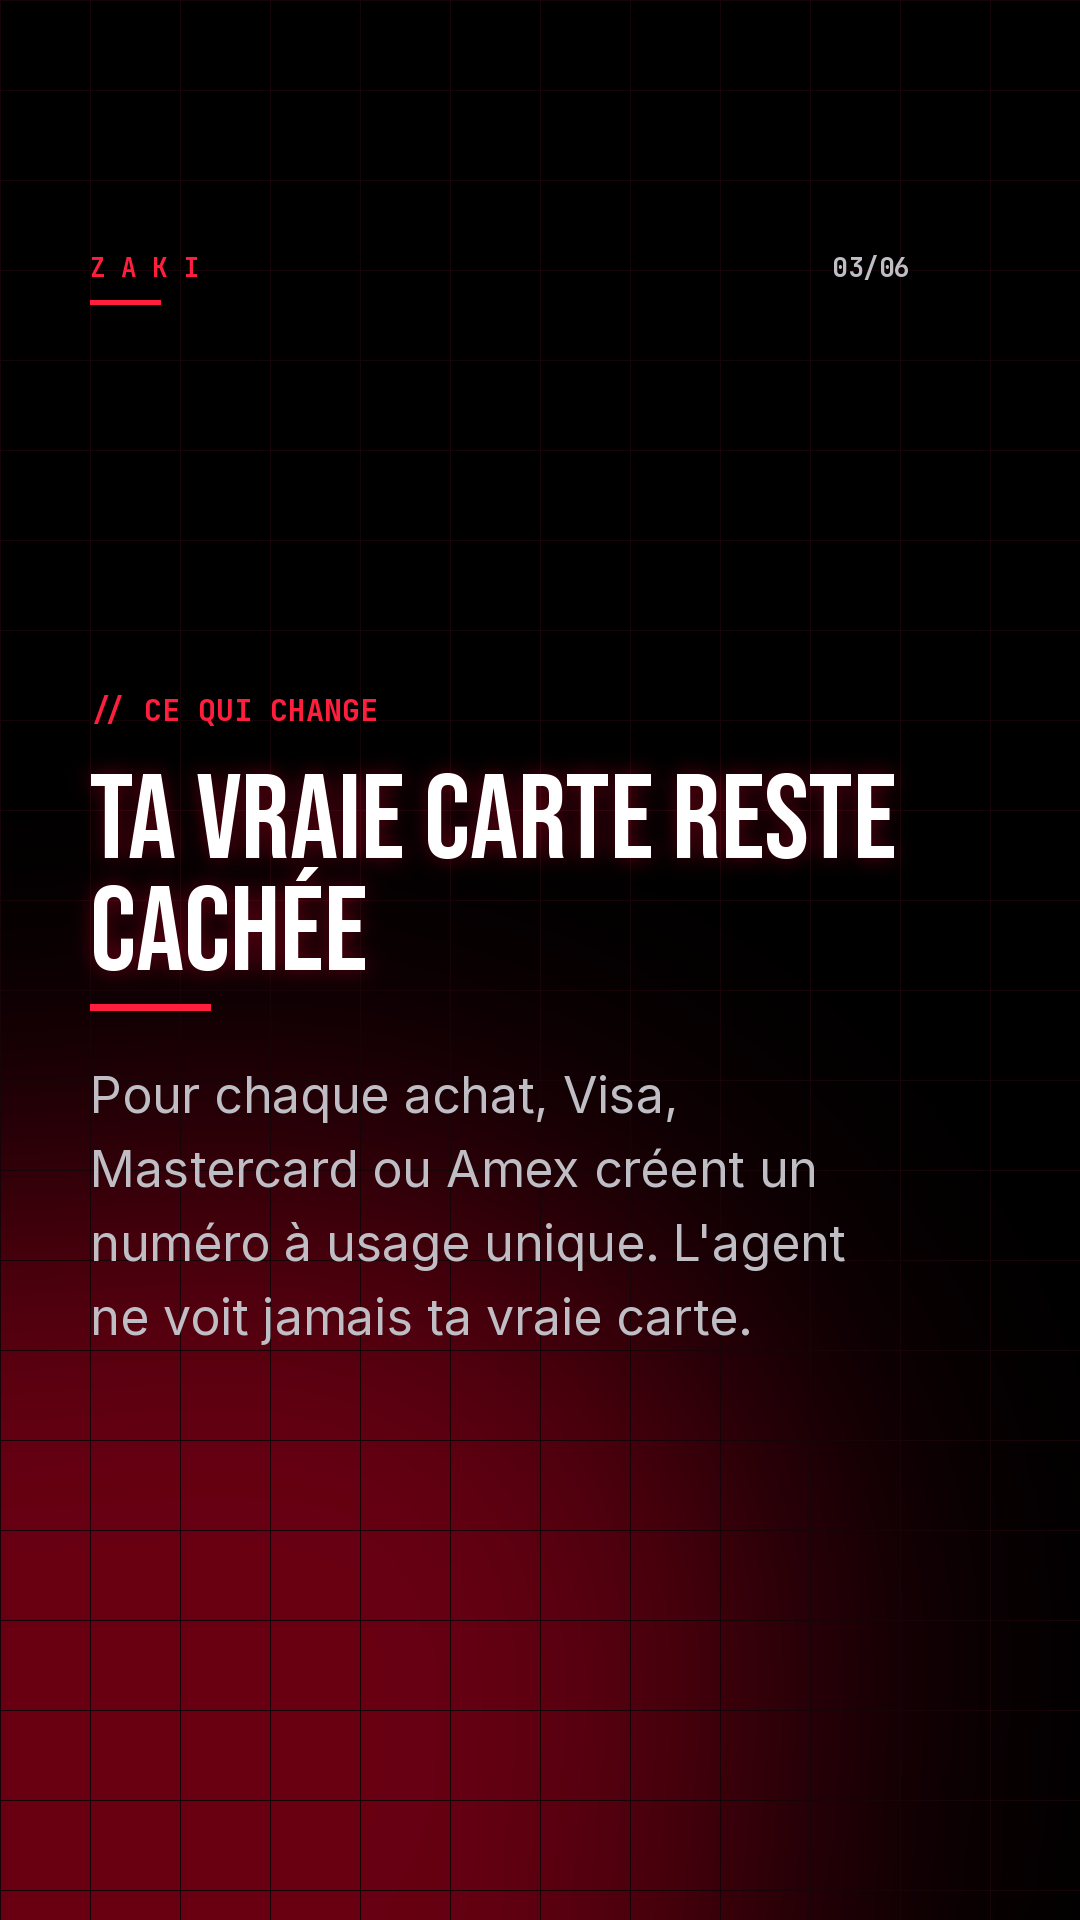 ZAKI
03/06
// CE QUI CHANGE
TA VRAIE CARTE RESTE
CACHÉE
Pour chaque achat, Visa,
Mastercard ou Amex créent un
numéro à usage unique. L'agent
ne voit jamais ta vraie carte.